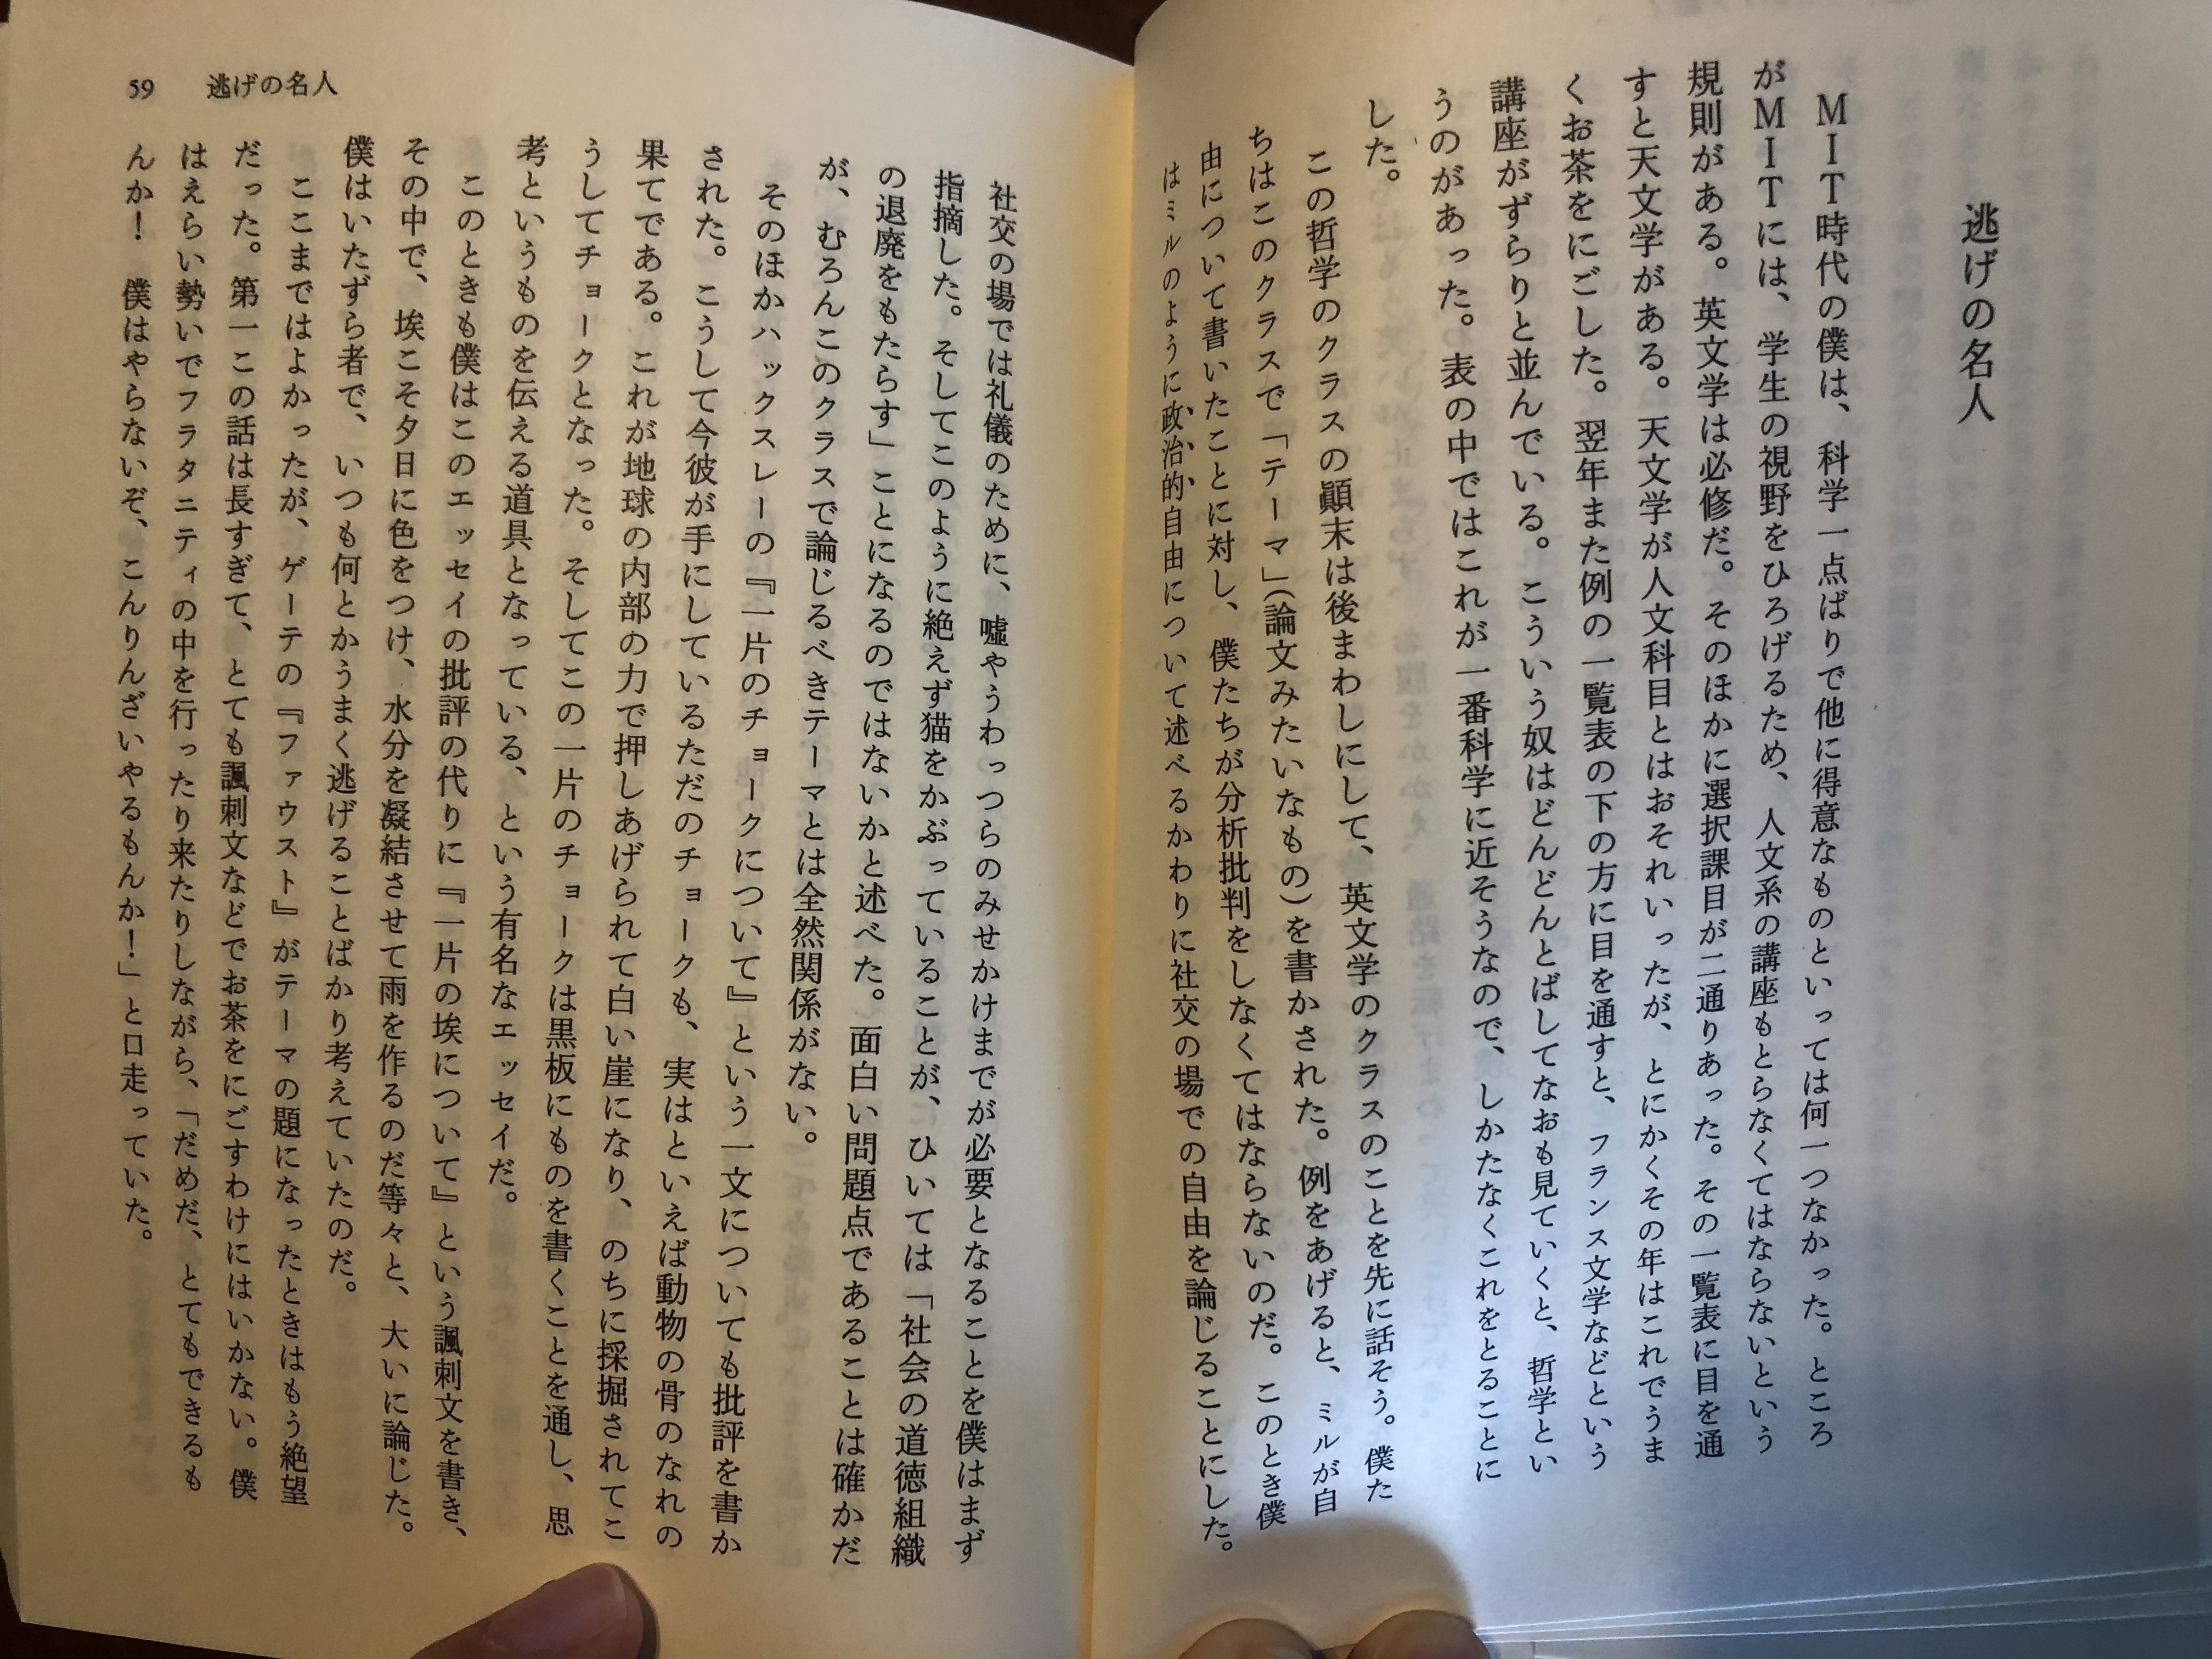 逃げの名人
MIT時代の僕は、科学一点ばりで他に得意なものといっては何一つなかった。ところ
がMITには、学生の視野をひろげるため、人文系の講座もとらなくてはならないという
規則がある。英文学は必修だ。そのほかに選択課目が二通りあった。その一覧表に目を通
すと天文学がある。天文学が人文科目とはおそれいったが、とにかくその年はこれでうま
くお茶をにごした。翌年また例の一覧表の下の方に目を通すと、フランス文学などという
講座がずらりと並んでいる。こういう奴はどんどんとばしてなおも見ていくと、哲学とい
うのがあった。表の中ではこれが一番科学に近そうなので、しかたなくこれをとることに
した。
この哲学のクラスの顚末は後まわしにして、英文学のクラスのことを先に話そう。僕た
ちはこのクラスで「テーマ」(論文みたいなもの)を書かされた。例をあげると、ミルが自
由について書いたことに対し、僕たちが分析批判をしなくてはならないのだ。このとき僕
はミルのように政治的自由について述べるかわりに社交の場での自由を論じることにした。
社交の場では礼儀のために、嘘やうわっつらのみせかけまでが必要となることを僕はまず
指摘した。そしてこのように絶えず猫をかぶっていることが、ひいては「社会の道徳組織
の退廃をもたらす」ことになるのではないかと述べた。面白い問題点であることは確かだ
が、むろんこのクラスで論じるべきテーマとは全然関係がない。
そのほかハックスレーの『一片のチョークについて』という一文についても批評を書か
された。こうして今彼が手にしているただのチョークも、実はといえば動物の骨のなれの
果てである。これが地球の内部の力で押しあげられて白い崖になり、のちに採掘されてこ
うしてチョークとなった。そしてこの一片のチョークは黒板にものを書くことを通し、思
考というものを伝える道具となっている、という有名なエッセイだ。
このときも僕はこのエッセイの批評の代りに『一片の埃について』という諷刺文を書き、
その中で、埃こそ夕日に色をつけ、水分を凝結させて雨を作るのだ等々と、大いに論じた。
僕はいたずら者で、いつも何とかうまく逃げることばかり考えていたのだ。
ここまではよかったが、ゲーテの『ファウスト』がテーマの題になったときはもう絶望
だった。第一この話は長すぎて、とても諷刺文などでお茶をにごすわけにはいかない。僕
はえらい勢いでフラタニティの中を行ったり来たりしながら、「だめだ、とてもできるも
んか！　僕はやらないぞ、こんりんざいやるもんか！」と口走っていた。
59　逃げの名人